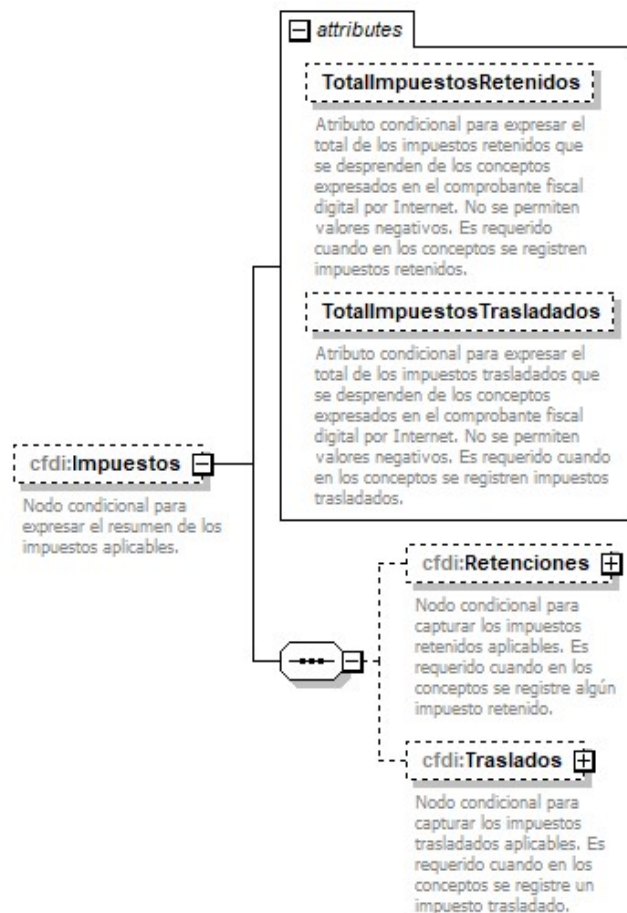 attributes
TotalImpuestosRetenidos
Atributo condicional para expresar el
total de los impuestos retenidos que
se desprenden de los conceptos
expresados en el comprobante fiscal
digital por Internet. No se permiten
valores negativos. Es requerido
cuando en los conceptos se registren
impuestos retenidos.
TotalImpuestosTrasladados
Atributo condicional para expresar el
total de los impuestos trasladados que
se desprenden de los conceptos
expresados en el comprobante fiscal
digital por Internet. No se permiten
valores negativos. Es requerido cuando
en los conceptos se registren impuestos
trasladados.
cfdi:Impuestos
Nodo condicional para
expresar el resumen de los
impuestos aplicables.
cfdi:Retenciones
Nodo condicional para
capturar los impuestos
retenidos aplicables. Es
requerido cuando en los
conceptos se registre algún
impuesto retenido.
cfdi:Traslados
Nodo condicional para
capturar los impuestos
trasladados aplicables. Es
requerido cuando en los
conceptos se registre un
impuesto trasladado.